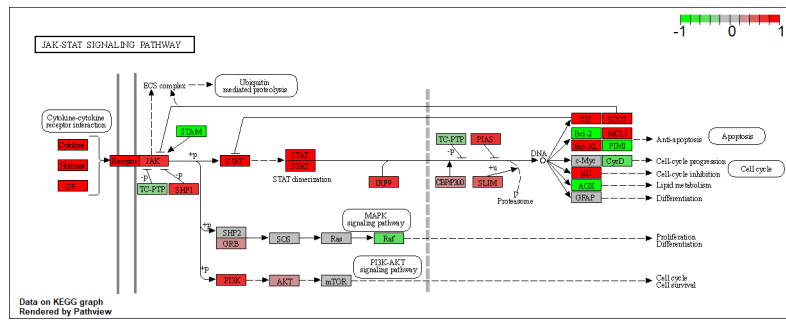 -1 0 1
JAK-STAT SIGNALING PATHWAY
ECS complex
Ubiquitin
mediated proteolysis
Cytokine-cytokine
receptor interaction
STAM
CIS SOCS
Cytokine
TC-PTP
PIAS
Bcl-2 MCL1
Anti-apoptosis
Apoptosis
Hormone
+p
-p
DNA
Bcl-XL PIM1
Receptor
JAK
STAT
STAT
STAT
c-Myc CycD
Cell-cycle progression
Cell cycle
GF
-p
-p
STAT dimerization
IRF9
CBP/P300
+u
SLIM
p21
Cell-cycle inhibition
TC-PTP
SHP1
AOX
Lipid metabolism
Proteasome
GFAP
Differentiation
MAPK
signaling pathway
+p
SHP2
GRB
SOS
Ras
Raf
Proliferation
Differentiation
PI3K-AKT
signaling pathway
+p
PI3K
AKT
mTOR
Cell cycle
Cell survival
Data on KEGG graph
Rendered by Pathview